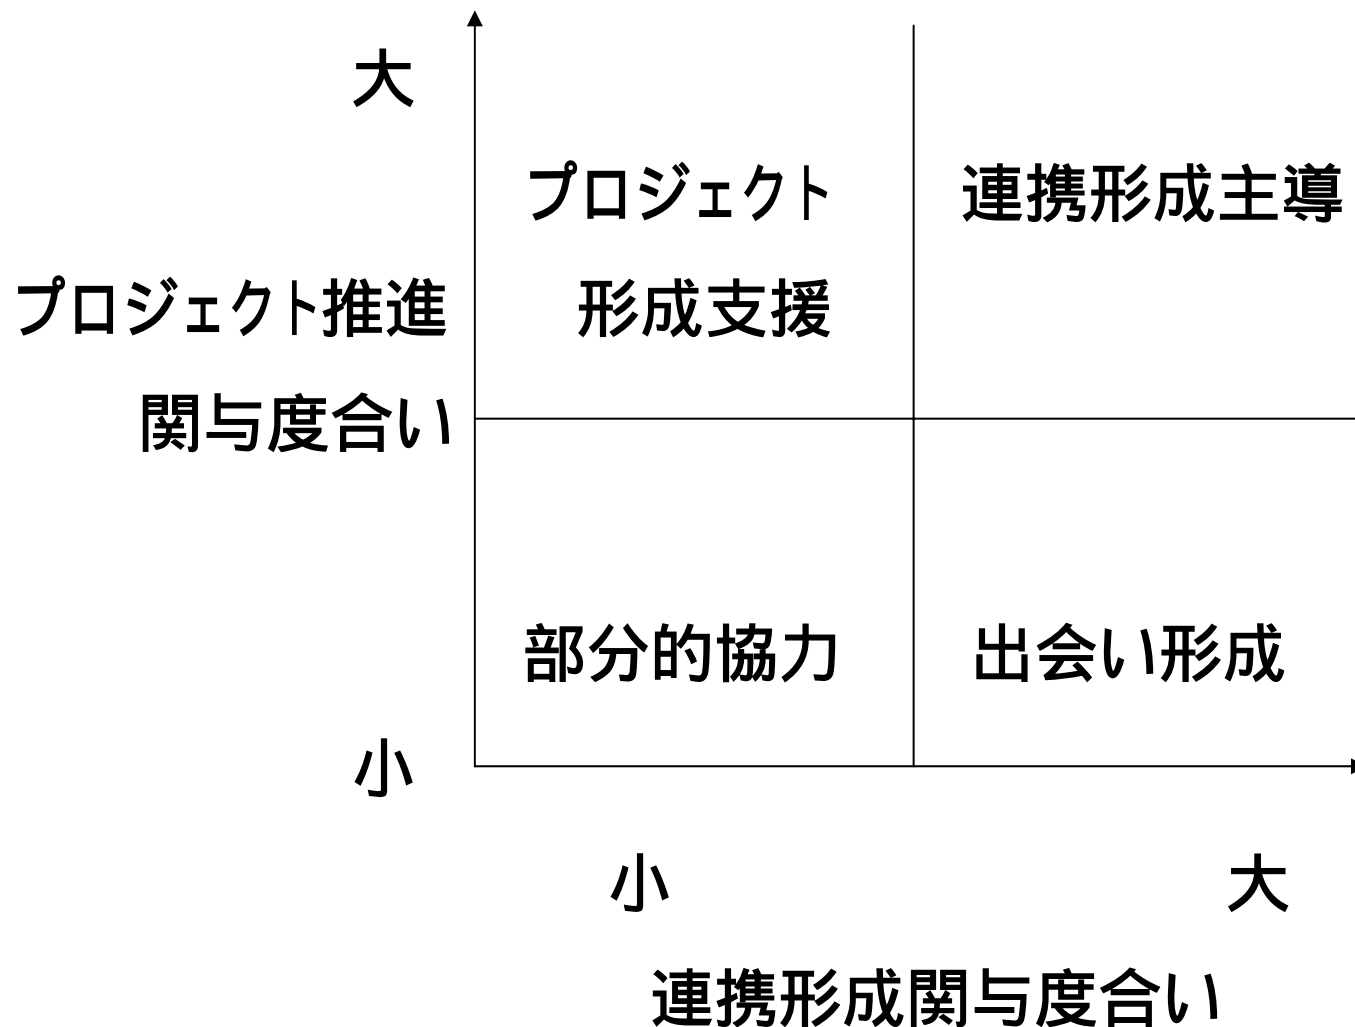 大
プロジェクト
連携形成主導
プロジェクト推進
形成支援
関与度合い
部分的協力
出会い形成
小
小
大
連携形成関与度合い